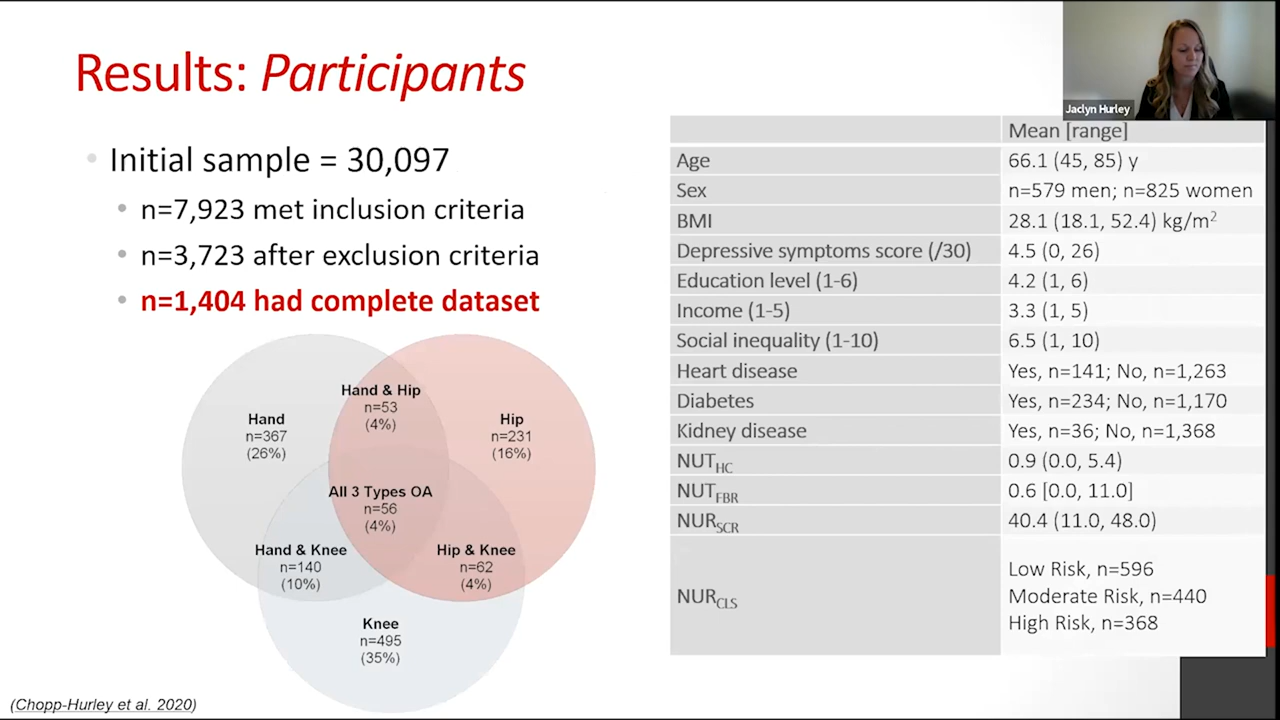 Results: Participants
Initial sample = 30,097
n=7,923 met inclusion criteria
n=3,723 after exclusion criteria
n=1,404 had complete dataset
Hand & Hip
n=53
(4%)
Hand
n=367
(26%)
Hip
n=231
(16%)
All 3 Types OA
n=56
(4%)
Hand & Knee
n=140
(10%)
Hip & Knee
n=62
(4%)
Knee
n=495
(35%)
(Chopp-Hurley et al. 2020)
Jaclyn Hurley
Mean [range]
Age 66.1 (45, 85) y
Sex n=579 men; n=825 women
BMI 28.1 (18.1, 52.4) kg/m²
Depressive symptoms score (/30) 4.5 (0, 26)
Education level (1-6) 4.2 (1, 6)
Income (1-5) 3.3 (1, 5)
Social inequality (1-10) 6.5 (1, 10)
Heart disease Yes, n=141; No, n=1,263
Diabetes Yes, n=234; No, n=1,170
Kidney disease Yes, n=36; No, n=1,368
NUT_HC 0.9 (0.0, 5.4)
NUT_FBR 0.6 [0.0, 11.0]
NUR_SCR 40.4 (11.0, 48.0)
NUR_CLS
Low Risk, n=596
Moderate Risk, n=440
High Risk, n=368